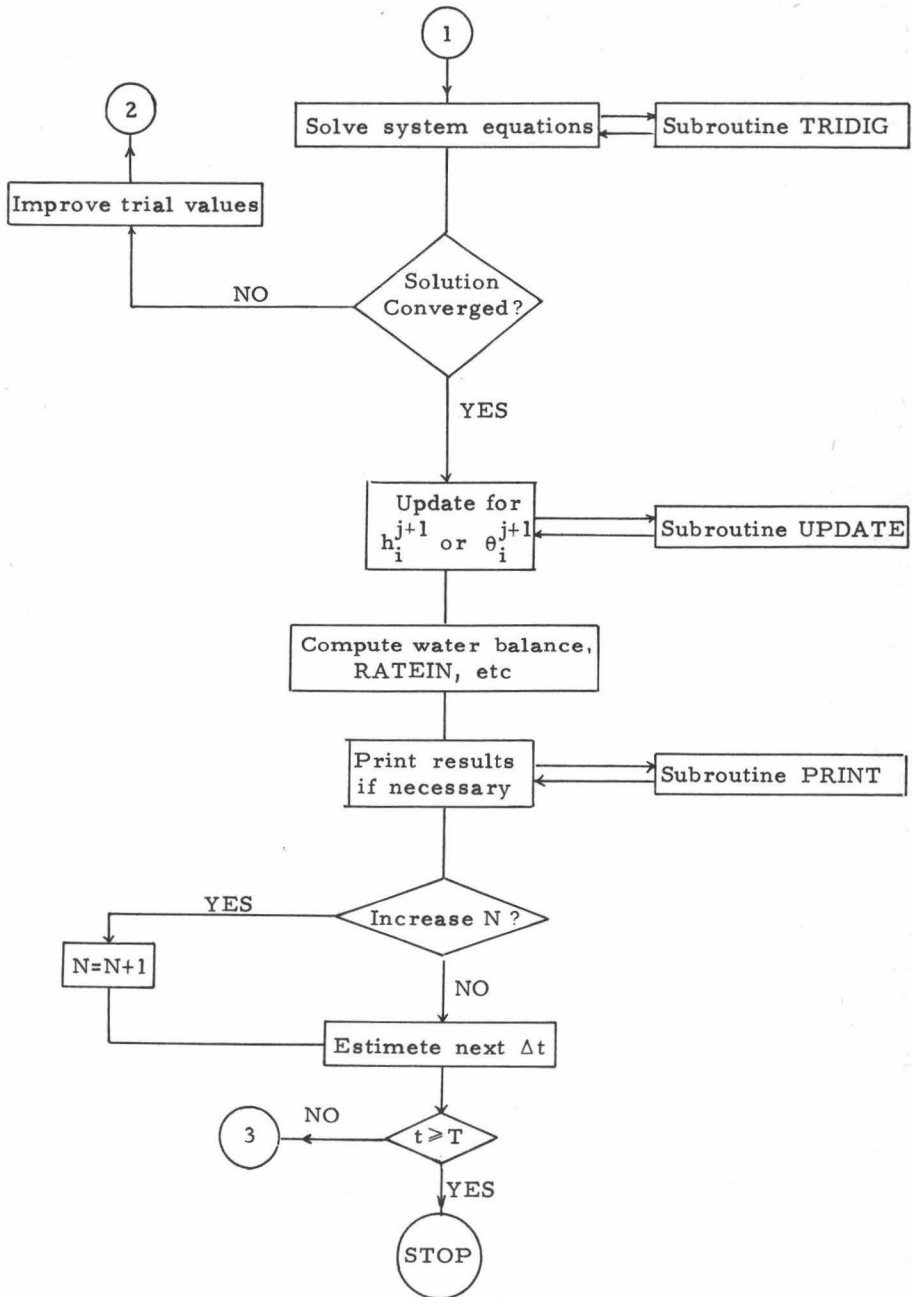 1
2
Solve system equations
Subroutine TRIDIG
Improve trial values
Solution
Converged?
NO
YES
Update for
h_i^{j+1} or θ_i^{j+1}
Subroutine UPDATE
Compute water balance,
RATEIN, etc
Print results
if necessary
Subroutine PRINT
YES
Increase N ?
N=N+1
NO
Estimete next Δt
NO
3
t ⩾ T
YES
STOP